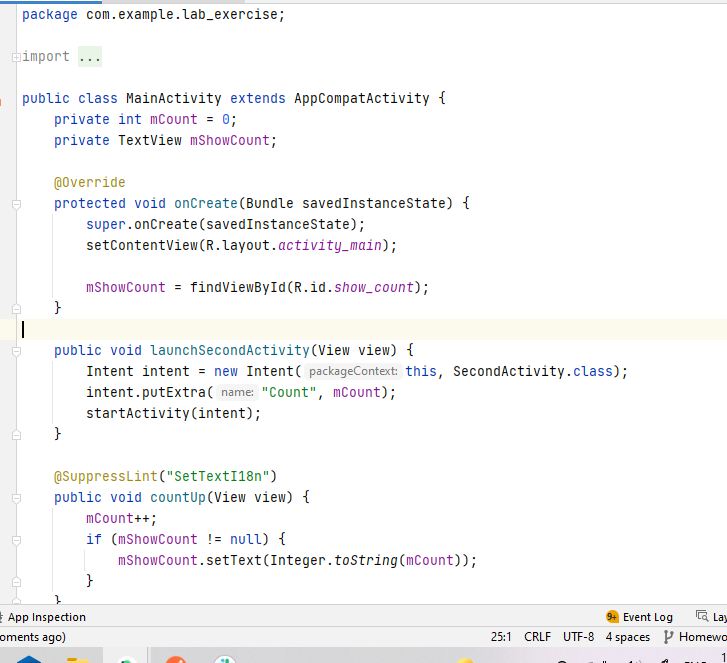 package com.example.lab_exercise;
import ...
public class MainActivity extends AppCompatActivity {
private int mCount = 0;
private TextView mShowCount;
@Override
protected void onCreate(Bundle savedInstanceState) {
super.onCreate(savedInstanceState);
setContentView(R.layout.activity_main);
mShowCount = findViewById(R.id.show_count);
}
public void launchSecondActivity(View view) {
Intent intent = new Intent( packageContext: this, SecondActivity.class);
intent.putExtra( name: "Count", mCount);
startActivity(intent);
}
@SuppressLint("SetTextI18n")
public void countUp(View view) {
mCount++;
if (mShowCount != null) {
mShowCount.setText(Integer.toString(mCount));
}
}
App Inspection 9+ Event Log Lay
oments ago) 25:1 CRLF UTF-8 4 spaces Homewo